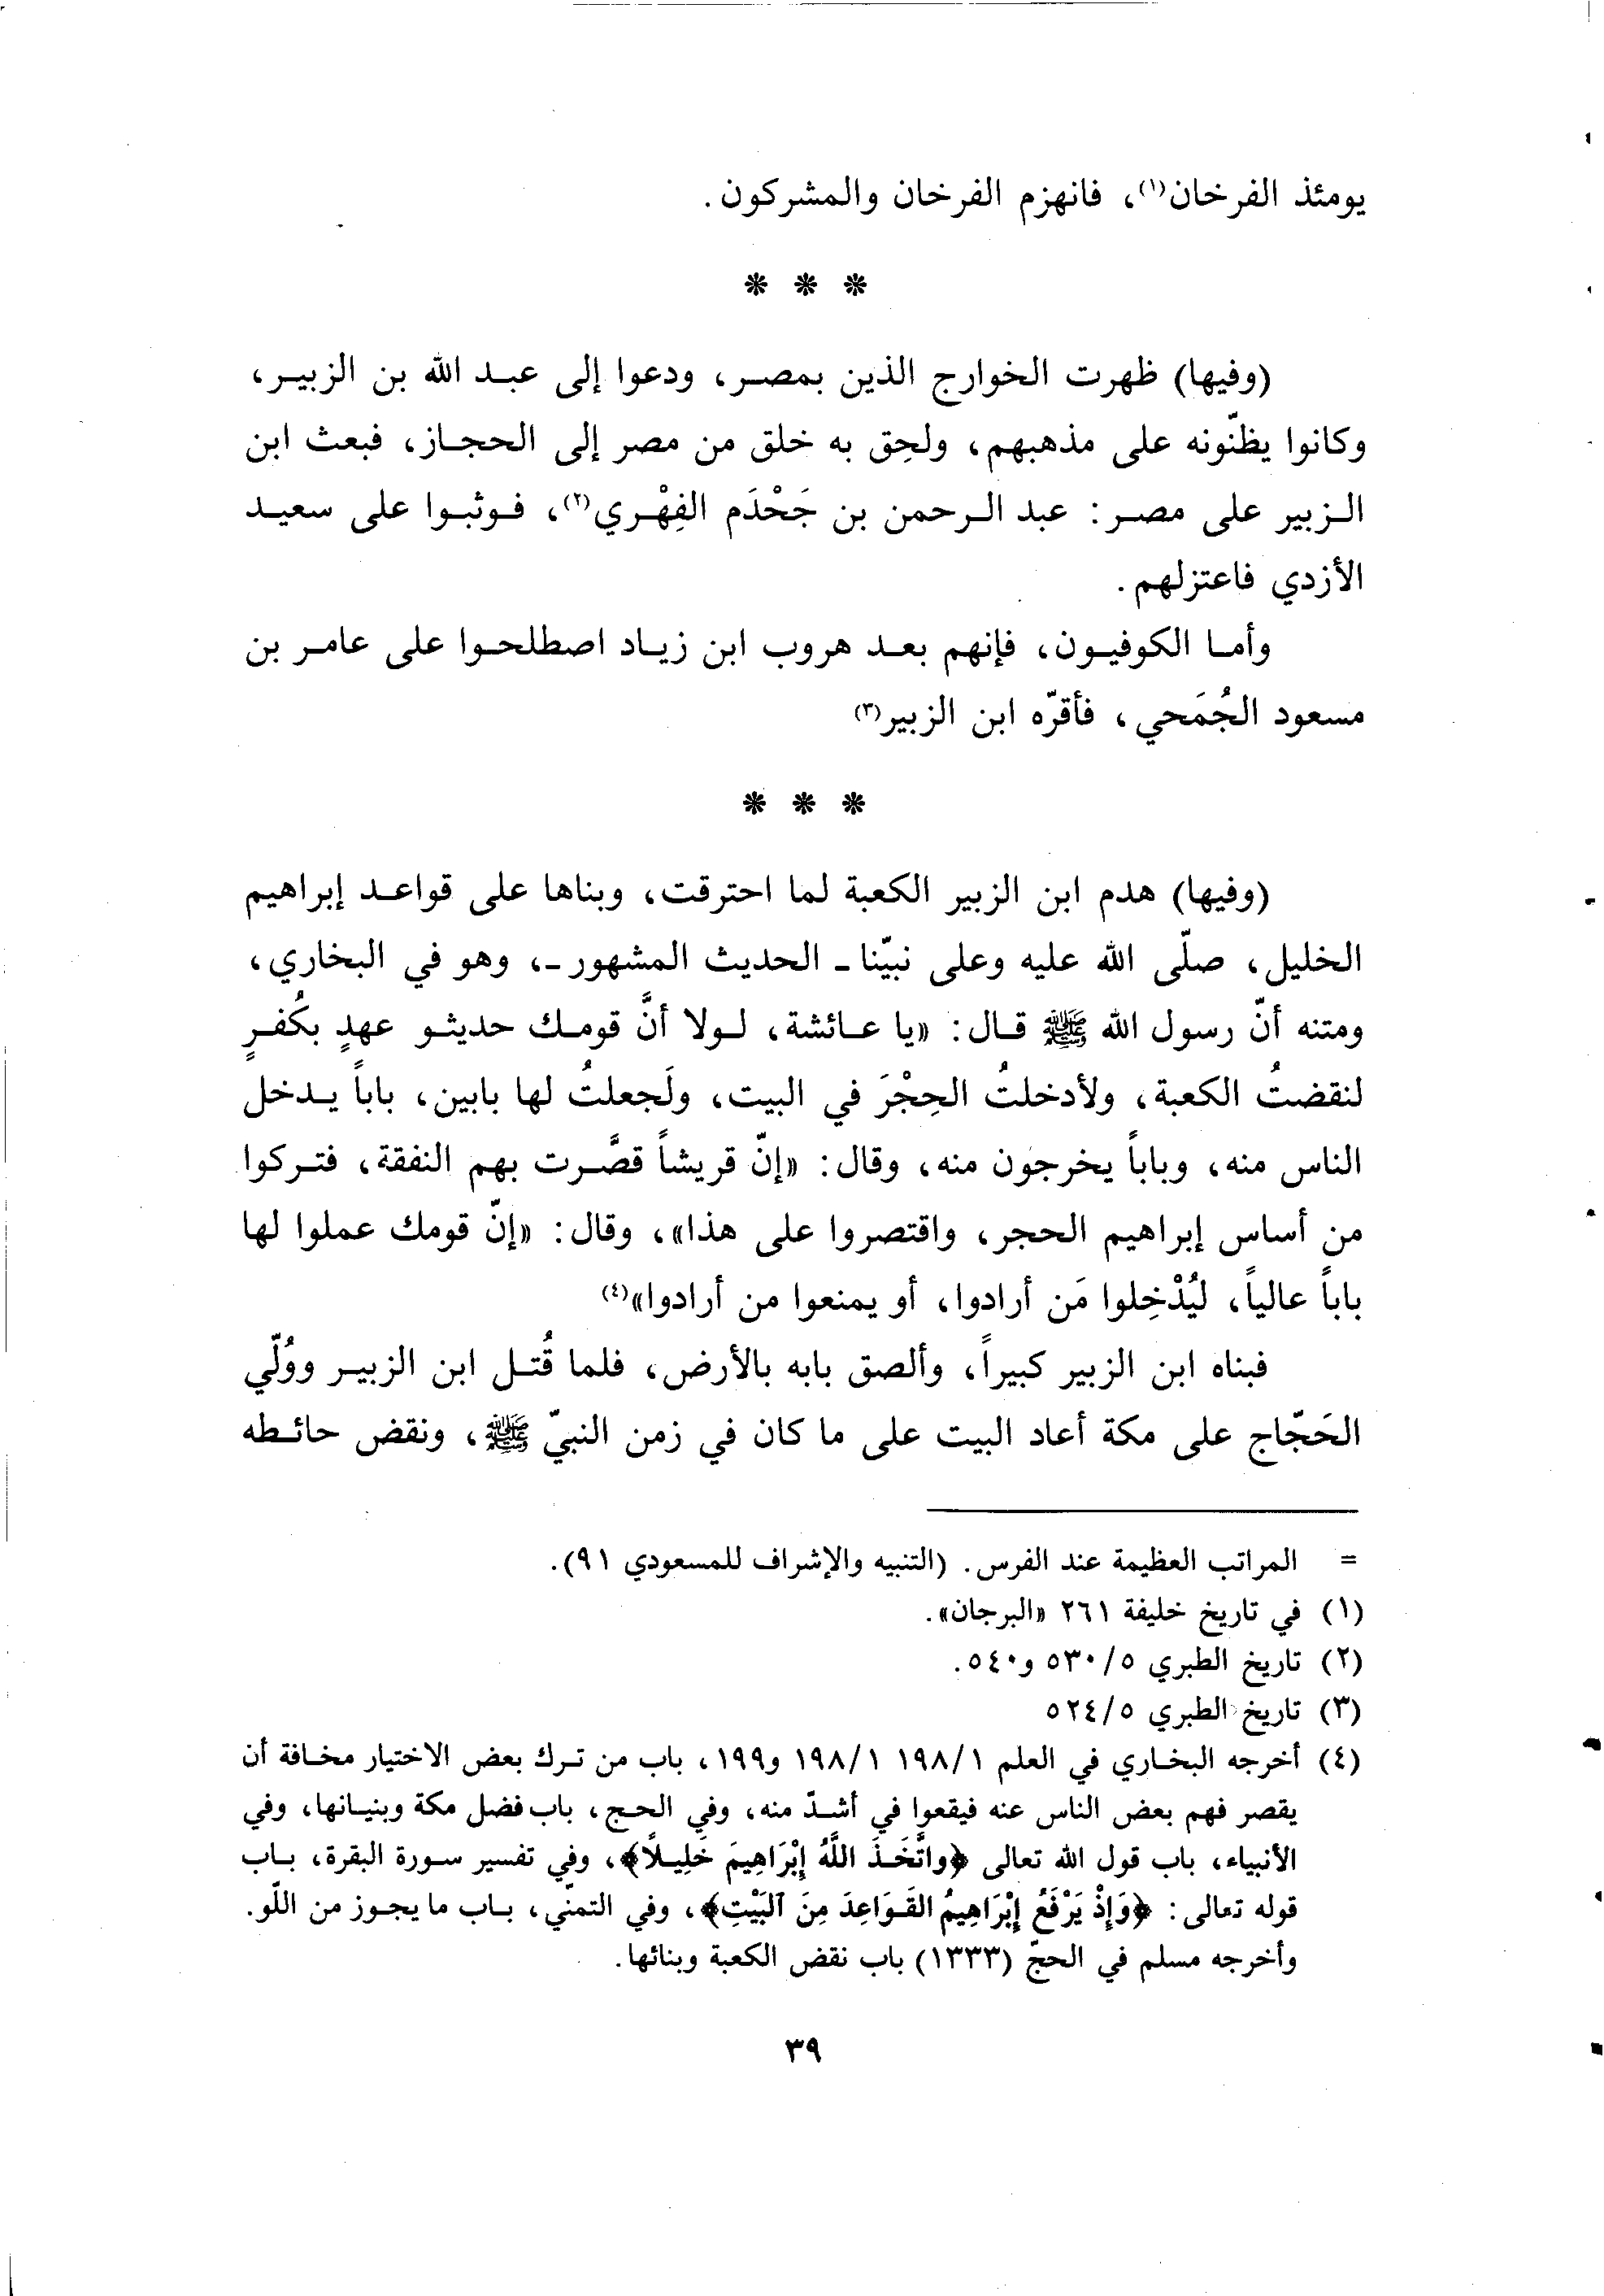 يومئذ الفرخان(١)، فانهزم الفرخان والمشركون.
* * *
(وفيها) ظهرت الخوارج الذين بمصر، ودعوا إلى عبد الله بن الزبير،
وكانوا يظنّونه على مذهبهم، ولحِق به خلق من مصر إلى الحجاز، فبعث ابن
الزبير على مصر: عبد الرحمن بن جَحْدَم الفِهْري(٢)، فوثبوا على سعيد
الأزدي فاعتزلهم.
وأما الكوفيون، فإنهم بعد هروب ابن زياد اصطلحوا على عامر بن
مسعود الجُمَحي، فأقرّه ابن الزبير(٣)
* * *
(وفيها) هدم ابن الزبير الكعبة لما احترقت، وبناها على قواعد إبراهيم
الخليل، صلّى الله عليه وعلى نبيّنا ـ الحديث المشهور ـ، وهو في البخاري،
ومتنه أنّ رسول الله ﷺ قال: «يا عائشة، لولا أنَّ قومك حديثو عهدٍ بكُفرٍ
لنقضتُ الكعبة، ولأدخلتُ الحِجْرَ في البيت، ولَجعلتُ لها بابين، باباً يدخل
الناس منه، وباباً يخرجون منه، وقال: «إنّ قريشاً قصَّرت بهم النفقة، فتركوا
من أساس إبراهيم الحجر، واقتصروا على هذا»، وقال: «إنّ قومك عملوا لها
باباً عالياً، ليُدْخِلوا مَن أرادوا، أو يمنعوا من أرادوا»(٤)
فبناه ابن الزبير كبيراً، وألصق بابه بالأرض، فلما قُتل ابن الزبير ووُلّي
الحَجّاج على مكة أعاد البيت على ما كان في زمن النبيّ ﷺ، ونقض حائطه
= المراتب العظيمة عند الفرس. (التنبيه والإشراف للمسعودي ٩١).
(١) في تاريخ خليفة ٢٦١ «البرجان».
(٢) تاريخ الطبري ٥/٥٣٠ و٥٤٠.
(٣) تاريخ الطبري ٥/٥٢٤
(٤) أخرجه البخاري في العلم ١/١٩٨ ١/١٩٨ و١٩٩، باب من ترك بعض الاختيار مخافة أن
يقصر فهم بعض الناس عنه فيقعوا في أشدّ منه، وفي الحج، باب فضل مكة وبنيانها، وفي
الأنبياء، باب قول الله تعالى ﴿واتَّخَذَ اللَّهُ إِبْرَاهِيمَ خَلِيلًا﴾، وفي تفسير سورة البقرة، باب
قوله تعالى: ﴿وَإِذْ يَرْفَعُ إِبْرَاهِيمُ القَوَاعِدَ مِنَ ٱلبَيْتِ﴾، وفي التمنّي، باب ما يجوز من اللّو.
وأخرجه مسلم في الحجّ (١٣٣٣) باب نقض الكعبة وبنائها.
٣٩